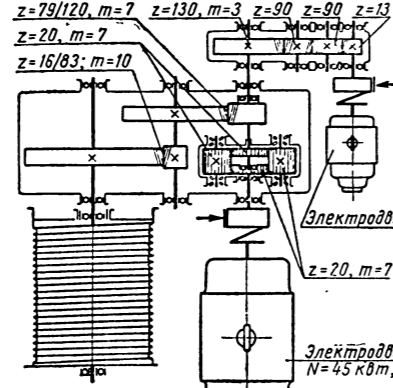 z=79/120, m=7
z=130, m=3
z=90
z=90
z=13
z=20, m=7
z=16/83; m=10
Электродв
z=20, m=7
Электродв
N=45 квт,